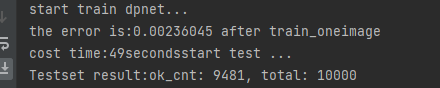 start train dpnet...
the error is:0.00236045 after train_oneimage
cost time:49secondsstart test ...
Testset result:ok_cnt: 9481, total: 10000